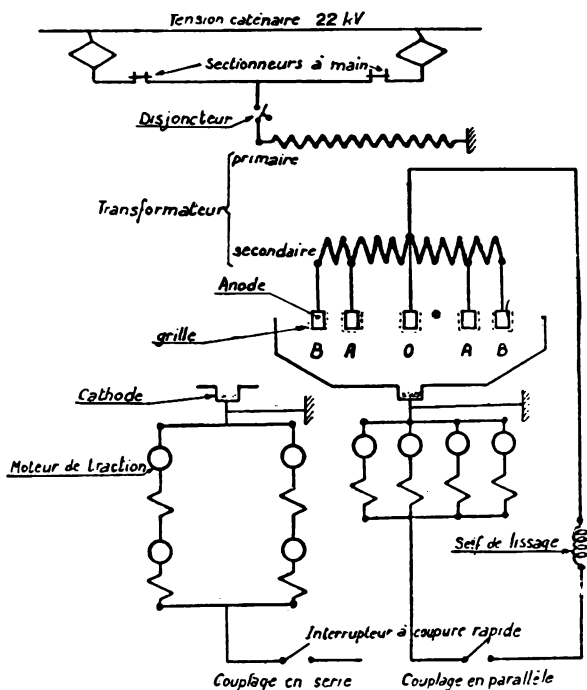 Tension caténaire 22 kV
Sectionneurs à main
Disjoncteur
primaire
Transformateur
secondaire
Anode
grille
B A O A B
Cathode
Moteur de traction
Self de lissage
Interrupteur à coupure rapide
Couplage en serie
Couplage en parallèle